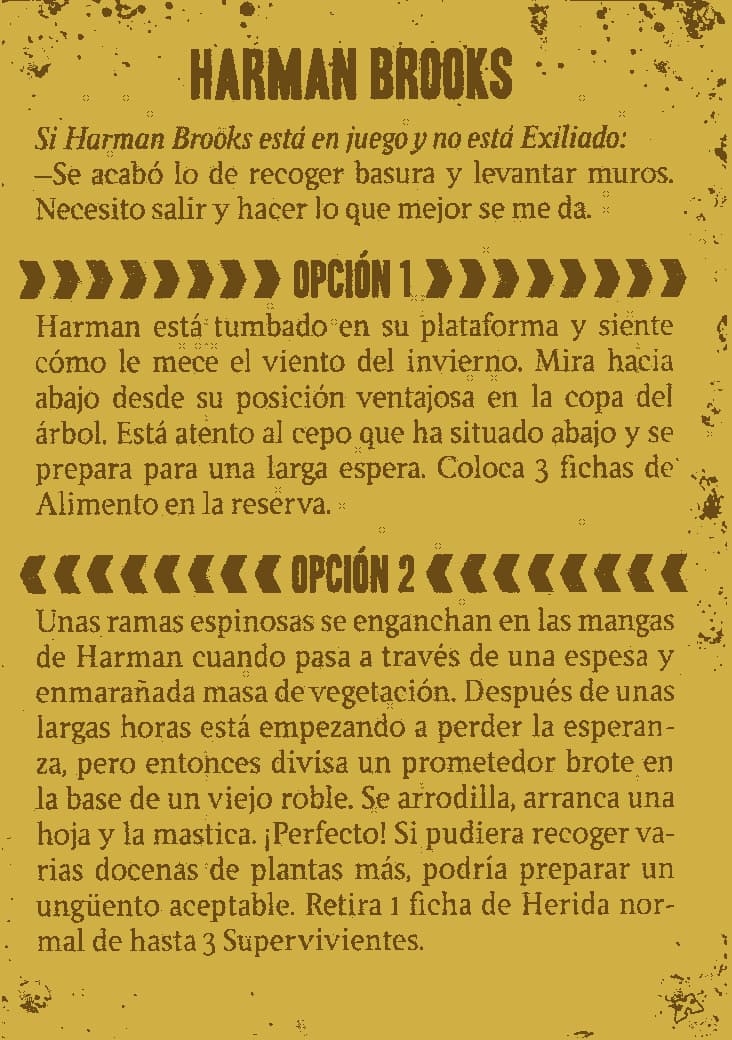 HARMAN BROOKS
Si Harman Brooks está en juego y no está Exiliado:
–Se acabó lo de recoger basura y levantar muros.
Necesito salir y hacer lo que mejor se me da.
OPCIÓN 1
Harman está tumbado en su plataforma y siente
cómo le mece el viento del invierno. Mira hacia
abajo desde su posición ventajosa en la copa del
árbol. Está atento al cepo que ha situado abajo y se
prepara para una larga espera. Coloca 3 fichas de
Alimento en la reserva.
OPCIÓN 2
Unas ramas espinosas se enganchan en las mangas
de Harman cuando pasa a través de una espesa y
enmarañada masa de vegetación. Después de unas
largas horas está empezando a perder la esperan-
za, pero entonces divisa un prometedor brote en
la base de un viejo roble. Se arrodilla, arranca una
hoja y la mastica. ¡Perfecto! Si pudiera recoger va-
rias docenas de plantas más, podría preparar un
ungüento aceptable. Retira 1 ficha de Herida nor-
mal de hasta 3 Supervivientes.